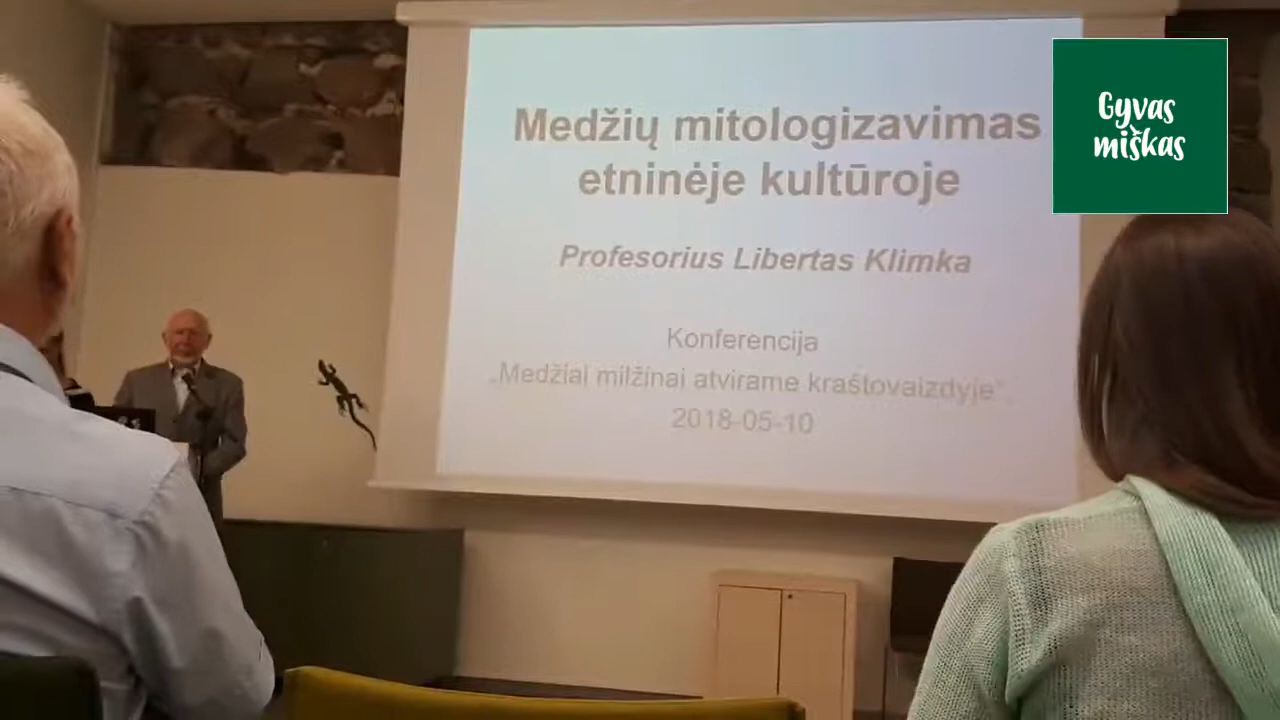 Medžių mitologizavimas
etninėje kultūroje
Profesorius Libertas Klimka
Konferencija
„Medžiai milžinai atvirame kraštovaizdyje“,
2018-05-10
Gyvas
miškas